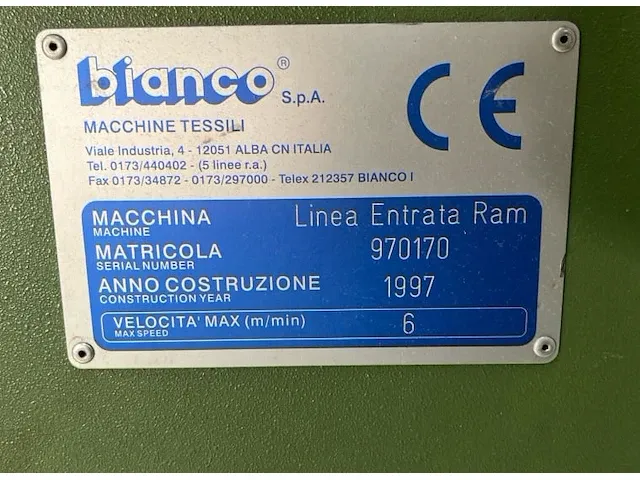 bianco® S.p.A.
CE
MACCHINE TESSILI
Viale Industria, 4 - 12051 ALBA CN ITALIA
Tel. 0173/440402 - (5 linee r.a.)
Fax 0173/34872 - 0173/297000 - Telex 212357 BIANCO I
MACCHINA Linea Entrata Ram
MACHINE
MATRICOLA 970170
SERIAL NUMBER
ANNO COSTRUZIONE 1997
CONSTRUCTION YEAR
VELOCITA' MAX (m/min) 6
MAX SPEED